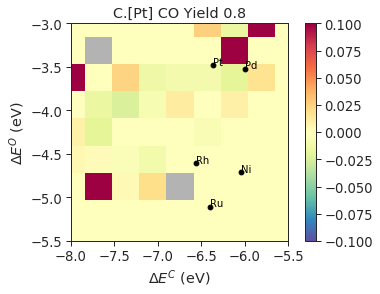 C.[Pt] CO Yield 0.8
−3.0
−3.5
−4.0
−4.5
−5.0
−5.5
ΔE^O (eV)
Pt
Pd
Rh
Ni
Ru
−8.0 −7.5 −7.0 −6.5 −6.0 −5.5
ΔE^C (eV)
0.100
0.075
0.050
0.025
0.000
−0.025
−0.050
−0.075
−0.100